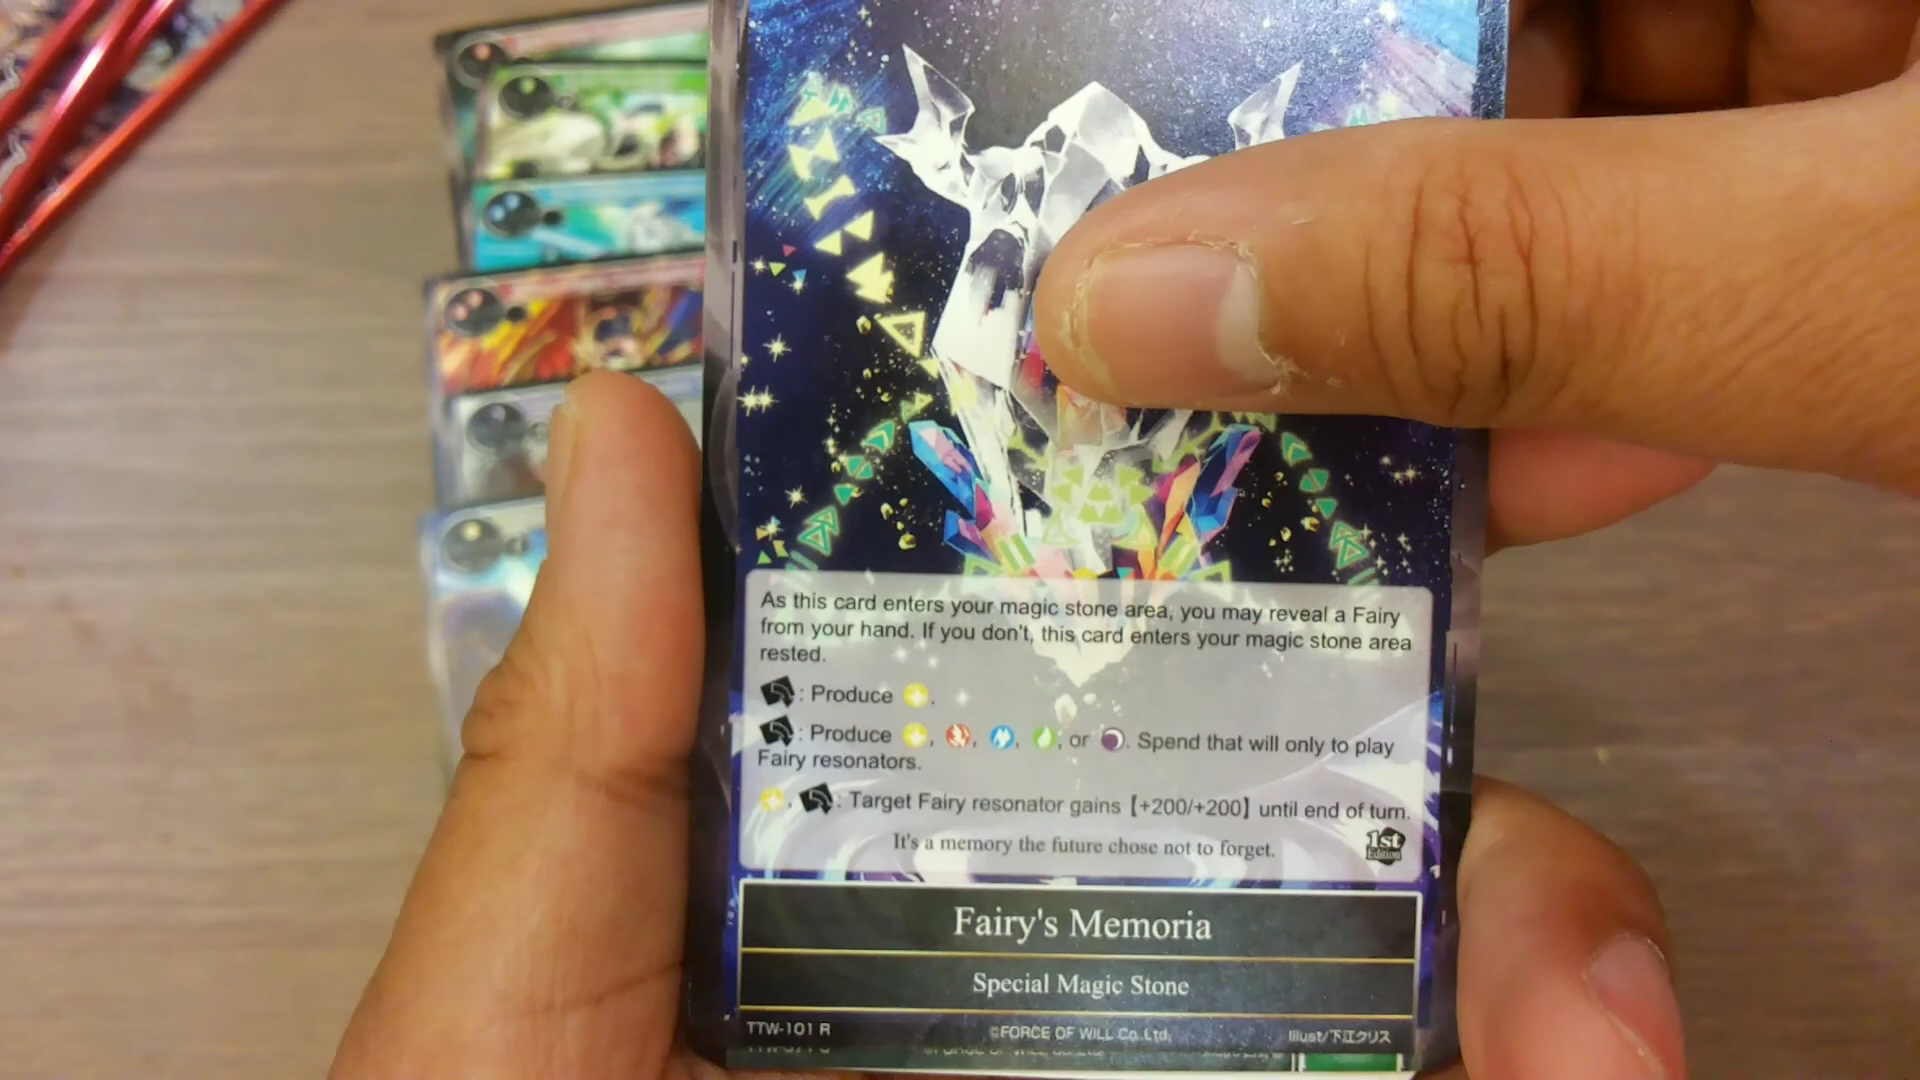 As this card enters your magic stone area, you may reveal a Fairy
from your hand. If you don't, this card enters your magic stone area
rested.
: Produce .
: Produce , , , , or . Spend that will only to play
Fairy resonators.
, : Target Fairy resonator gains【+200/+200】until end of turn.
It's a memory the future chose not to forget.
1st
Edition
Fairy's Memoria
Special Magic Stone
TTW-101 R
©FORCE OF WILL Co.,Ltd.
Illust/下江クリス